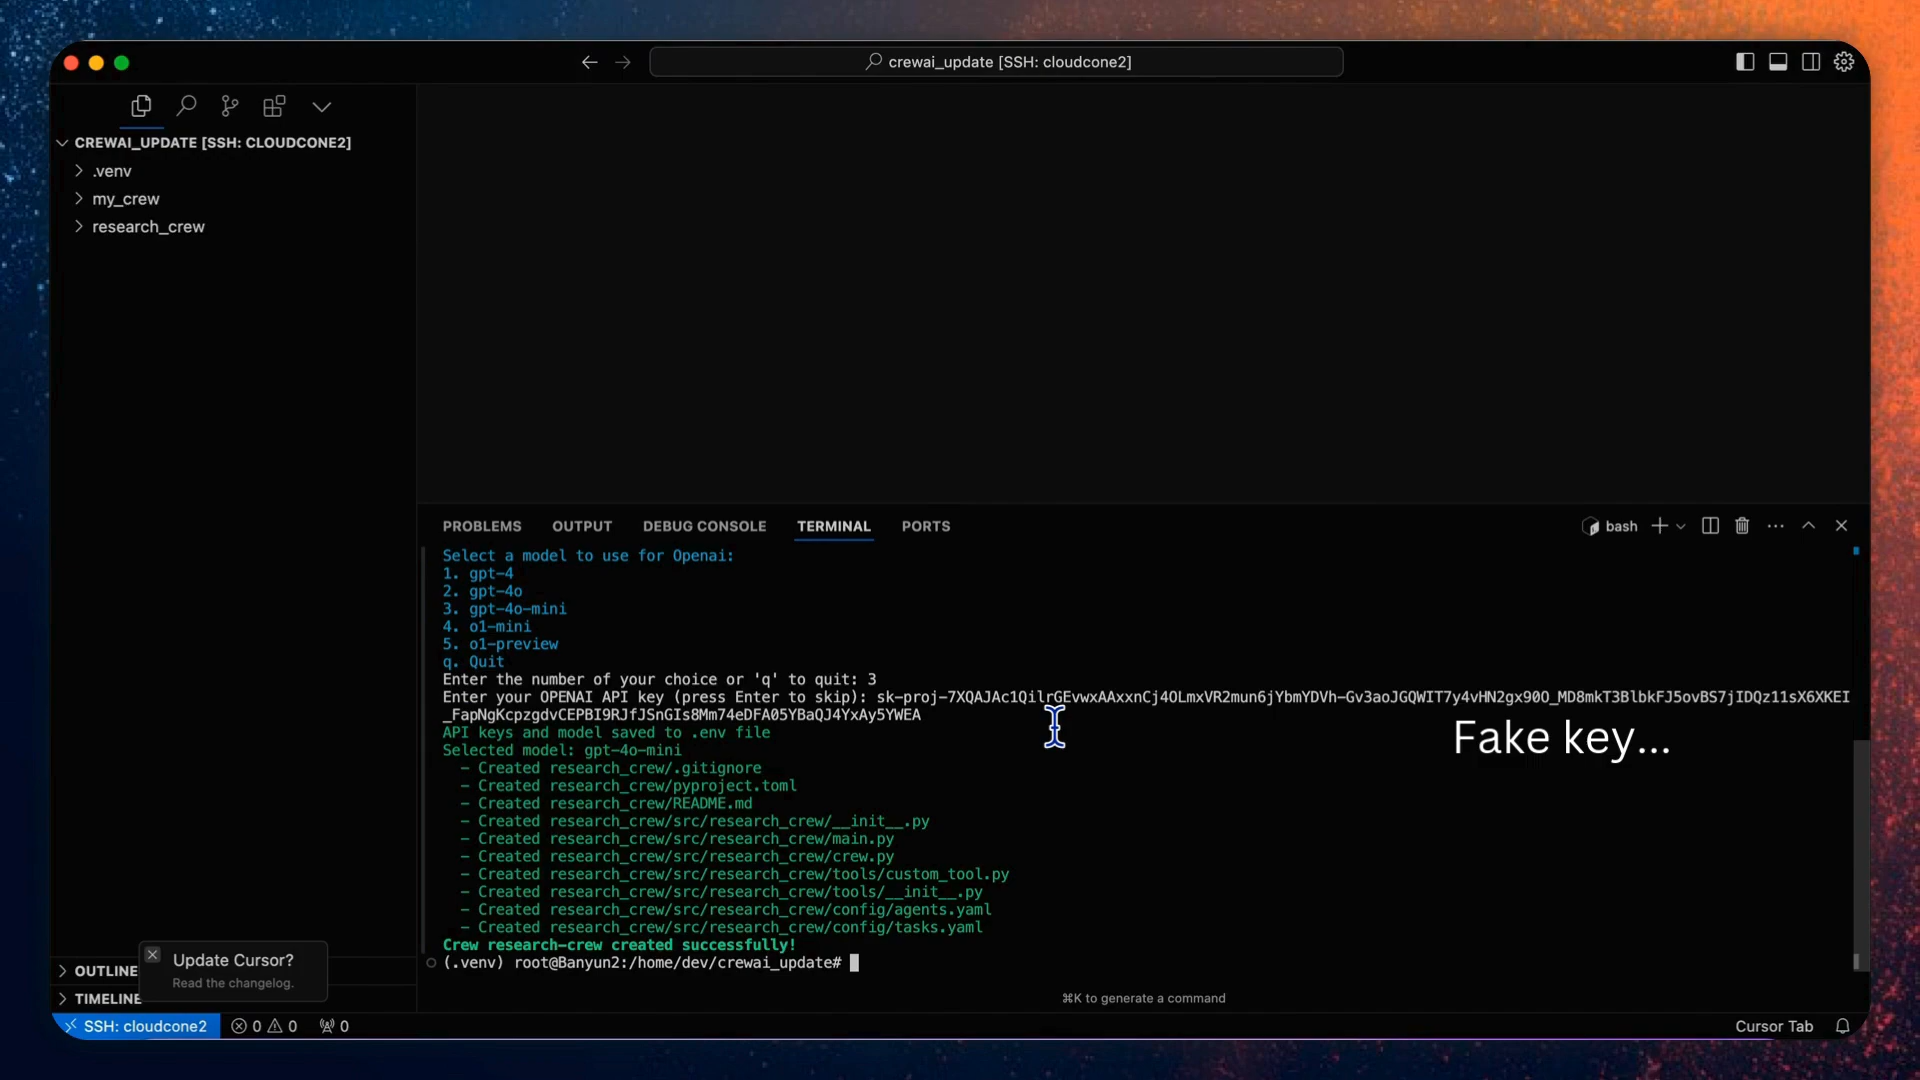 crewai_update [SSH: cloudcone2]
CREWAI_UPDATE [SSH: CLOUDCONE2]
.venv
my_crew
research_crew
PROBLEMS OUTPUT DEBUG CONSOLE TERMINAL PORTS
bash
Select a model to use for Openai:
1. gpt-4
2. gpt-4o
3. gpt-4o-mini
4. o1-mini
5. o1-preview
q. Quit
Enter the number of your choice or 'q' to quit: 3
Enter your OPENAI API key (press Enter to skip): sk-proj-7XQAJAc1QilrGEvwxAAxxnCj4OLmxVR2mun6jYbmYDVh-Gv3aoJGQWIT7y4vHN2gx90O_MD8mkT3BlbkFJ5ovBS7jIDQz11sX6XKEI
_FapNgKcpzgdvCEPBI9RJfJSnGIs8Mm74eDFA05YBaQJ4YxAy5YWEA
API keys and model saved to .env file
Selected model: gpt-4o-mini
- Created research_crew/.gitignore
- Created research_crew/pyproject.toml
- Created research_crew/README.md
- Created research_crew/src/research_crew/__init__.py
- Created research_crew/src/research_crew/main.py
- Created research_crew/src/research_crew/crew.py
- Created research_crew/src/research_crew/tools/custom_tool.py
- Created research_crew/src/research_crew/tools/__init__.py
- Created research_crew/src/research_crew/config/agents.yaml
- Created research_crew/src/research_crew/config/tasks.yaml
Crew research-crew created successfully!
(.venv) root@Banyun2:/home/dev/crewai_update#
Fake key...
OUTLINE
TIMELINE
Update Cursor?
Read the changelog.
⌘K to generate a command
SSH: cloudcone2 0 0 0
Cursor Tab